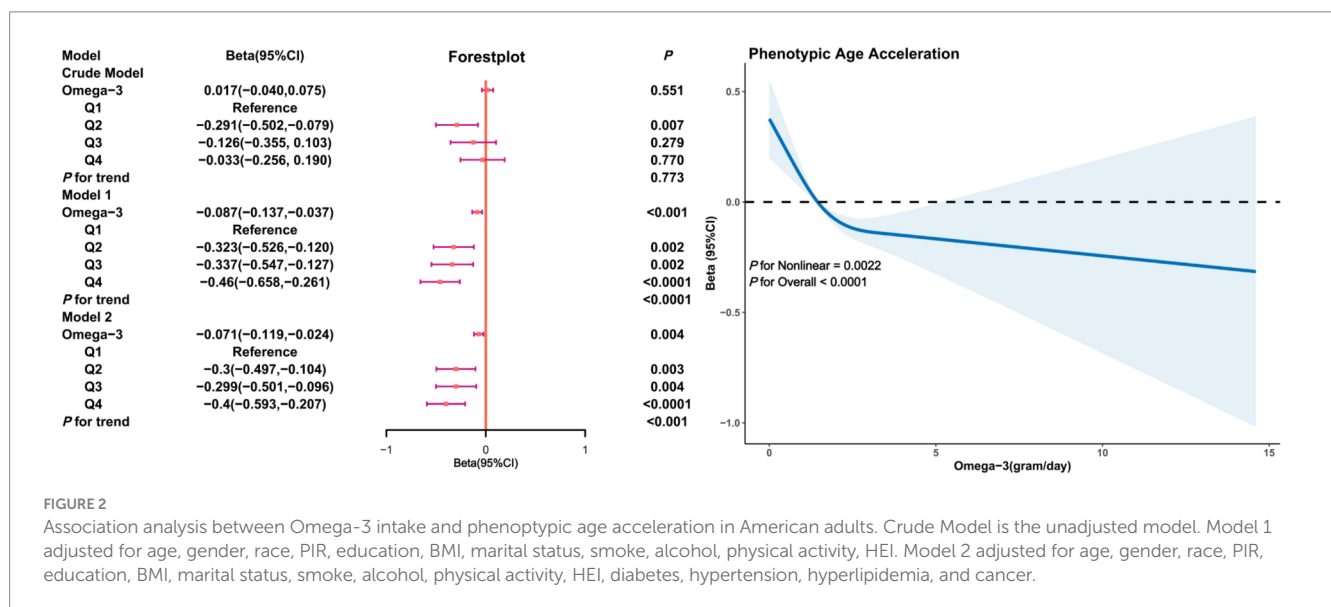 Model Beta(95%CI) Forestplot P
Crude Model
Omega-3 0.017(−0.040,0.075) 0.551
Q1 Reference
Q2 −0.291(−0.502,−0.079) 0.007
Q3 −0.126(−0.355, 0.103) 0.279
Q4 −0.033(−0.256, 0.190) 0.770
P for trend 0.773
Model 1
Omega-3 −0.087(−0.137,−0.037) <0.001
Q1 Reference
Q2 −0.323(−0.526,−0.120) 0.002
Q3 −0.337(−0.547,−0.127) 0.002
Q4 −0.46(−0.658,−0.261) <0.0001
P for trend <0.0001
Model 2
Omega-3 −0.071(−0.119,−0.024) 0.004
Q1 Reference
Q2 −0.3(−0.497,−0.104) 0.003
Q3 −0.299(−0.501,−0.096) 0.004
Q4 −0.4(−0.593,−0.207) <0.0001
P for trend <0.001
−1 0 1
Beta(95%CI)
Phenotypic Age Acceleration
0.5
0.0
−0.5
−1.0
Beta (95%CI)
P for Nonlinear = 0.0022
P for Overall < 0.0001
0 5 10 15
Omega−3(gram/day)
FIGURE 2
Association analysis between Omega-3 intake and phenoptypic age acceleration in American adults. Crude Model is the unadjusted model. Model 1
adjusted for age, gender, race, PIR, education, BMI, marital status, smoke, alcohol, physical activity, HEI. Model 2 adjusted for age, gender, race, PIR,
education, BMI, marital status, smoke, alcohol, physical activity, HEI, diabetes, hypertension, hyperlipidemia, and cancer.